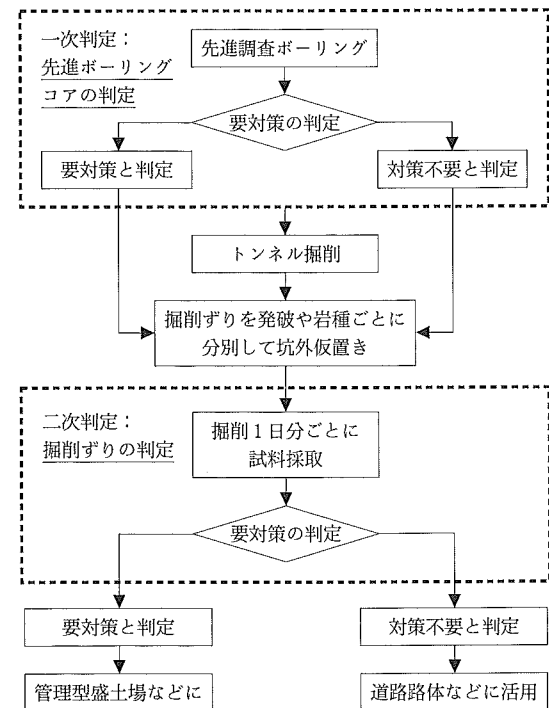 一次判定：
先進ボーリング
コアの判定
先進調査ボーリング
要対策の判定
要対策と判定
対策不要と判定
トンネル掘削
掘削ずりを発破や岩種ごとに
分別して坑外仮置き
二次判定：
掘削ずりの判定
掘削1日分ごとに
試料採取
要対策の判定
要対策と判定
対策不要と判定
管理型盛土場などに
道路路体などに活用